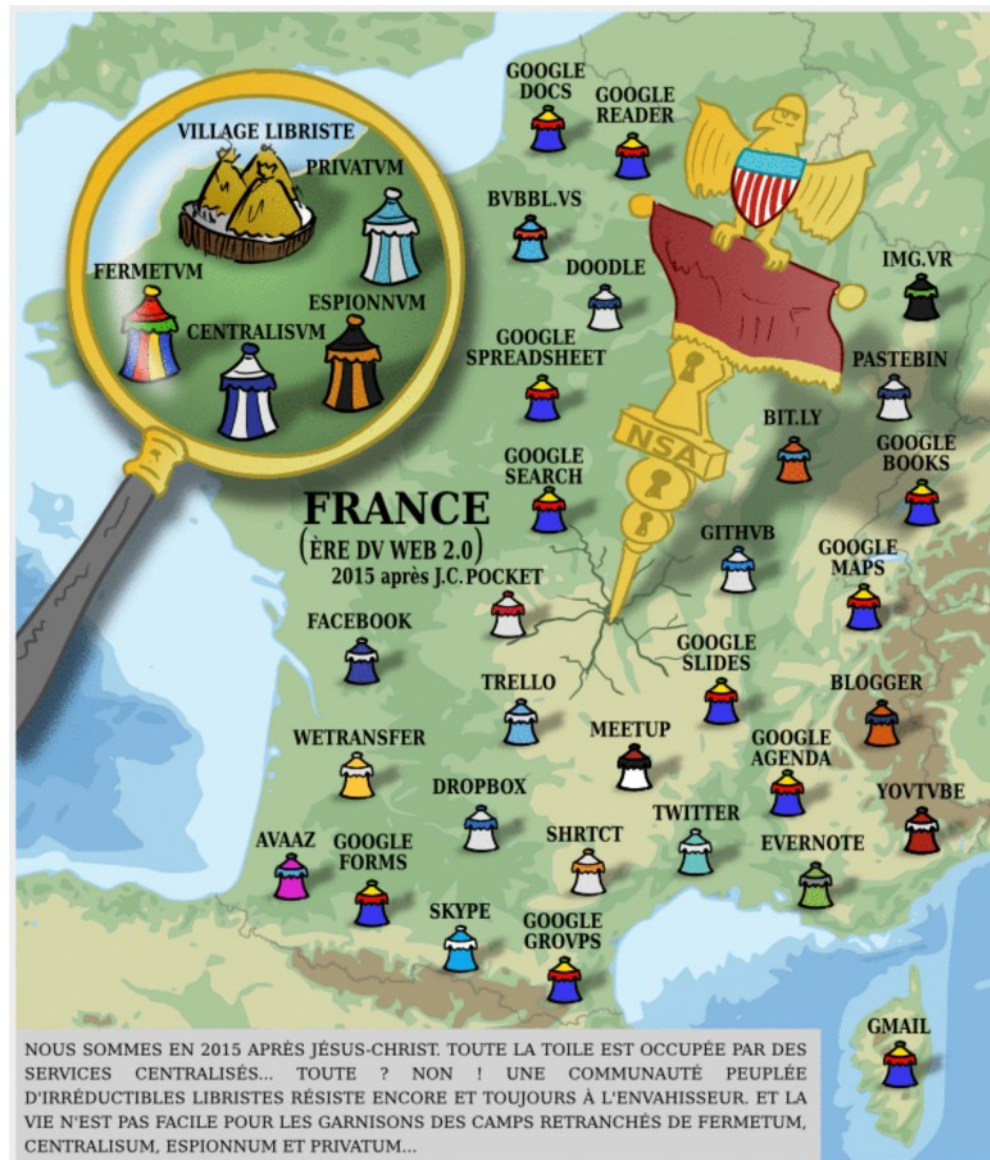 GOOGLE
DOCS
GOOGLE
READER
VILLAGE LIBRISTE
PRIVATVM
BVBBL.VS
FERMETVM
DOODLE
IMG.VR
ESPIONNVM
CENTRALISVM
GOOGLE
SPREADSHEET
PASTEBIN
BIT.LY
NSA
GOOGLE
BOOKS
GOOGLE
SEARCH
FRANCE
(ÈRE DV WEB 2.0)
2015 après J.C.
POCKET
GITHVB
GOOGLE
MAPS
FACEBOOK
GOOGLE
SLIDES
TRELLO
BLOGGER
MEETUP
WETRANSFER
GOOGLE
AGENDA
DROPBOX
YOVTVBE
TWITTER
SHRTCT
AVAAZ
GOOGLE
FORMS
EVERNOTE
SKYPE
GOOGLE
GROVPS
GMAIL
NOUS SOMMES EN 2015 APRÈS JÉSUS-CHRIST. TOUTE LA TOILE EST OCCUPÉE PAR DES
SERVICES CENTRALISÉS... TOUTE ? NON ! UNE COMMUNAUTÉ PEUPLÉE
D'IRRÉDUCTIBLES LIBRISTES RÉSISTE ENCORE ET TOUJOURS À L'ENVAHISSEUR. ET LA
VIE N'EST PAS FACILE POUR LES GARNISONS DES CAMPS RETRANCHÉS DE FERMETUM,
CENTRALISUM, ESPIONNUM ET PRIVATUM...